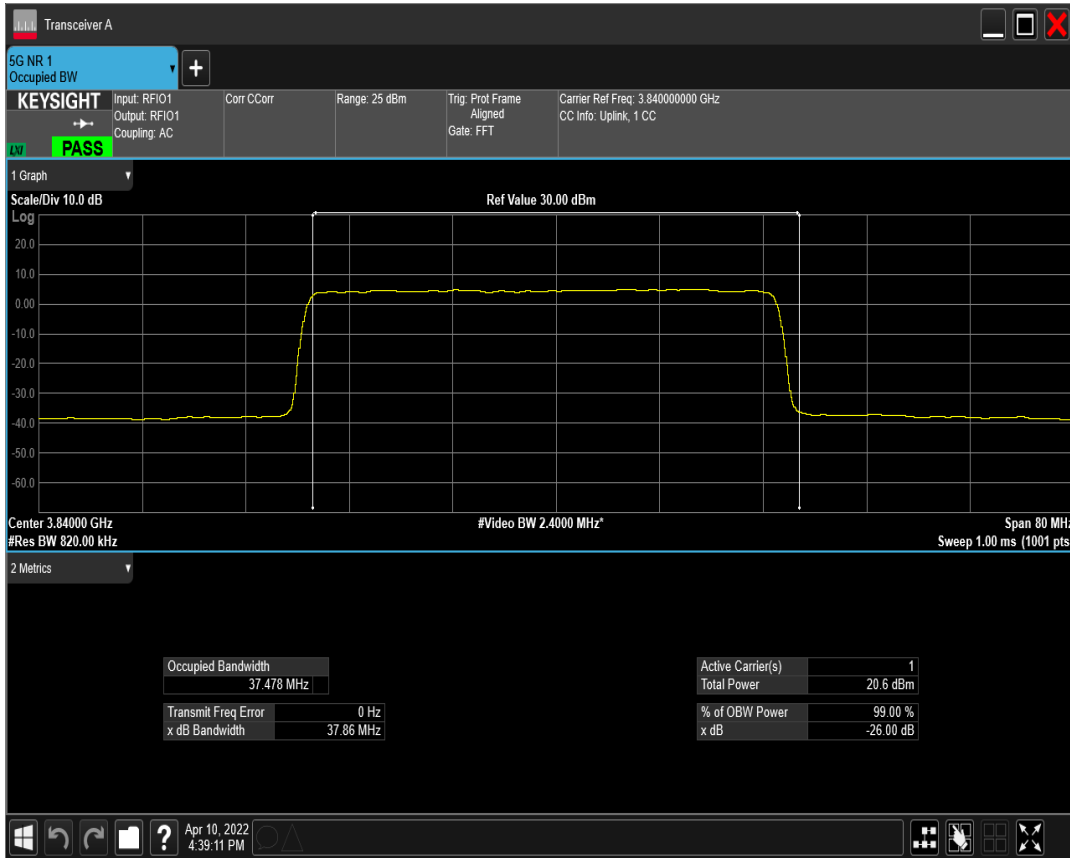 Transceiver A
5G NR 1
Occupied BW
KEYSIGHT
LXI
PASS
Input: RFIO1
Output: RFIO1
Coupling: AC
Corr CCorr
Range: 25 dBm
Trig: Prot Frame
Aligned
Gate: FFT
Carrier Ref Freq: 3.840000000 GHz
CC Info: Uplink, 1 CC
1 Graph
Scale/Div 10.0 dB
Ref Value 30.00 dBm
Log
20.0
10.0
0.00
-10.0
-20.0
-30.0
-40.0
-50.0
-60.0
Center 3.84000 GHz
#Video BW 2.4000 MHz*
Span 80 MHz
#Res BW 820.00 kHz
Sweep 1.00 ms (1001 pts
2 Metrics
Occupied Bandwidth
37.478 MHz
Transmit Freq Error 0 Hz
x dB Bandwidth 37.86 MHz
Active Carrier(s) 1
Total Power 20.6 dBm
% of OBW Power 99.00 %
x dB -26.00 dB
?
Apr 10, 2022
4:39:11 PM